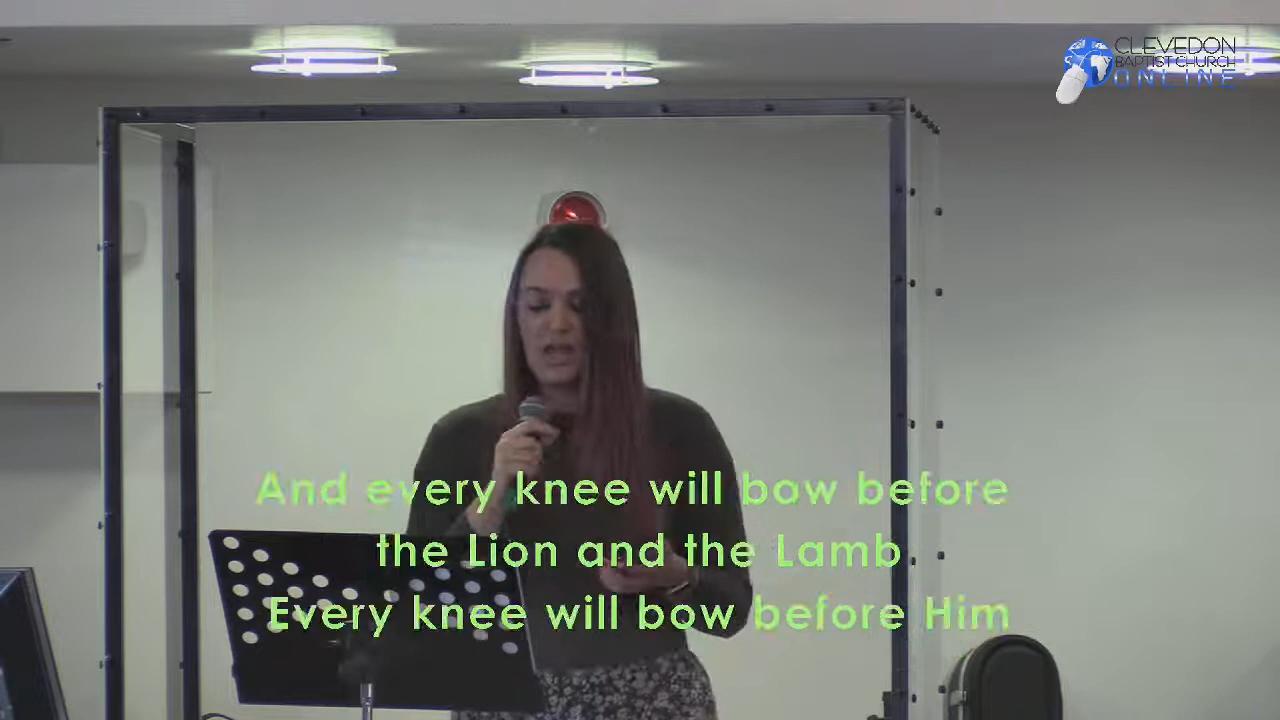 CLEVEDON
BAPTIST CHURCH
ONLINE
And every knee will bow before
the Lion and the Lamb
Every knee will bow before Him